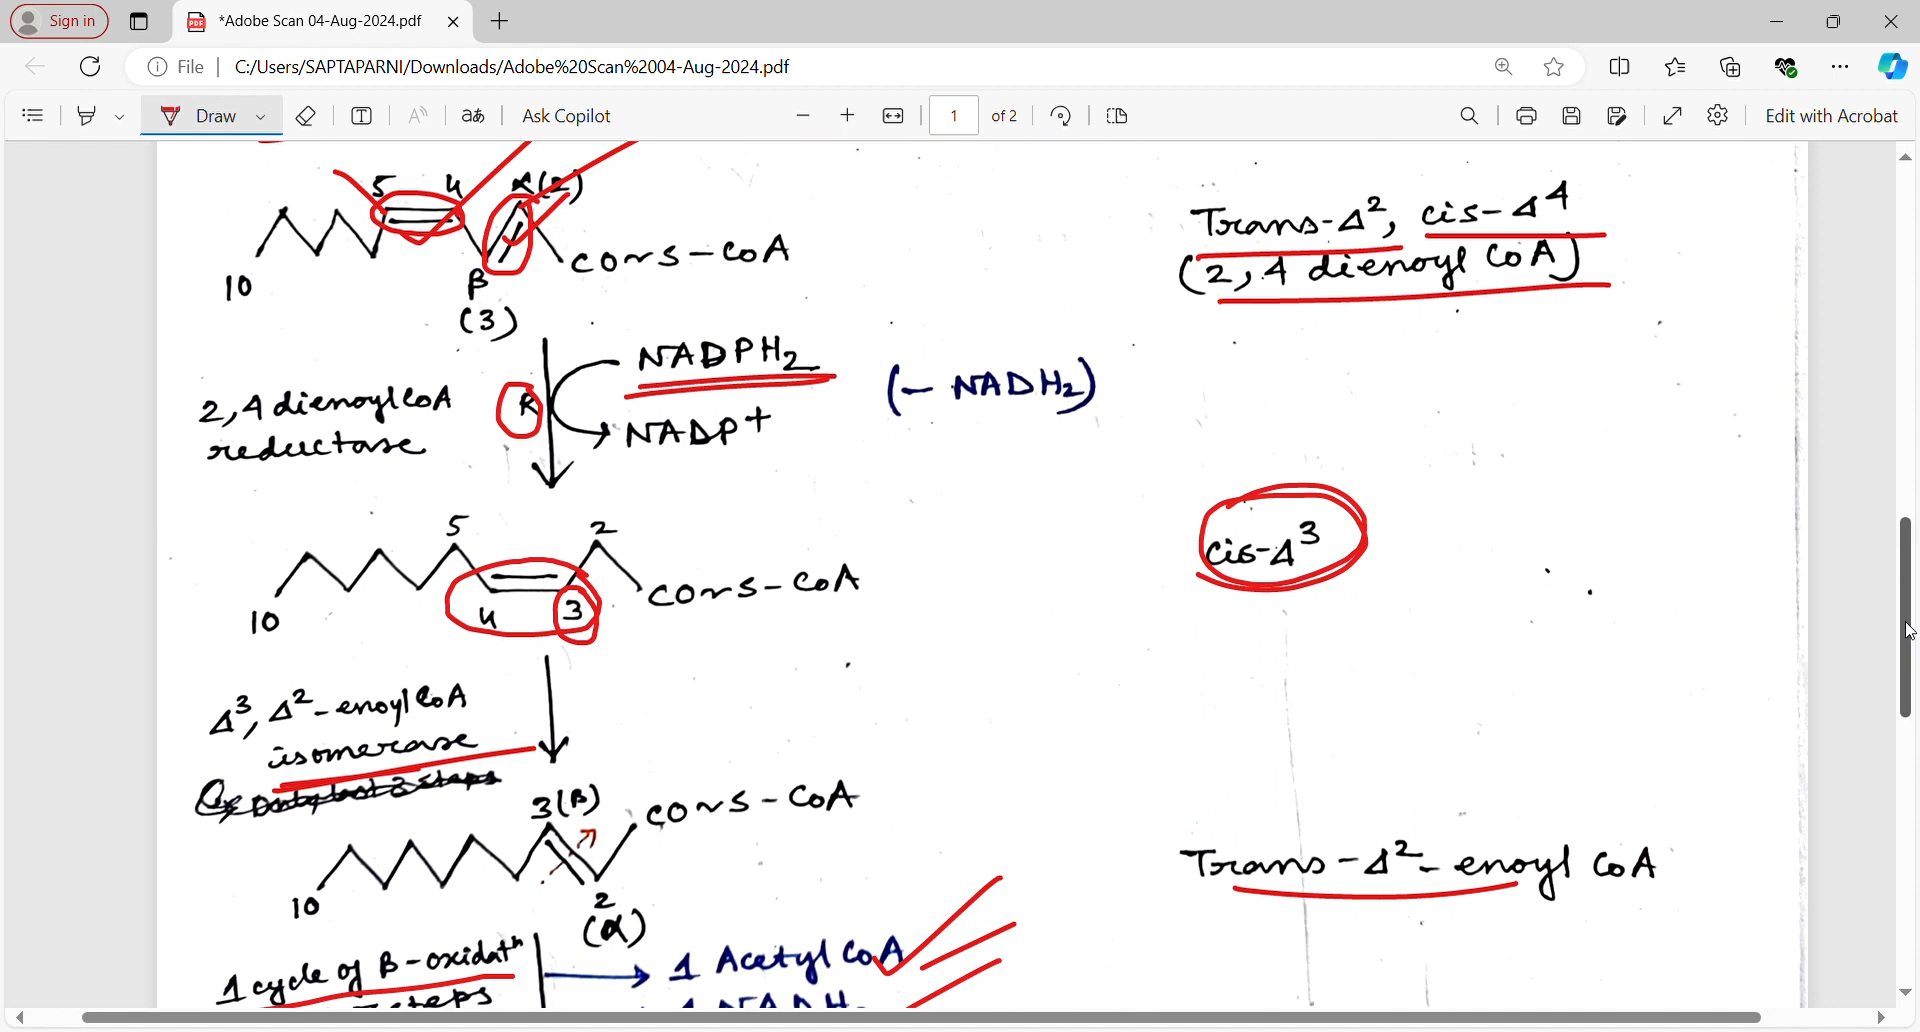 Sign in
*Adobe Scan 04-Aug-2024.pdf
File
C:/Users/SAPTAPARNI/Downloads/Adobe%20Scan%2004-Aug-2024.pdf
Draw
Ask Copilot
1 of 2
Edit with Acrobat
5 4 α(2)
10
β
(3)
CO~S-CoA
Trans-Δ², cis-Δ⁴
(2,4 dienoyl CoA)
2,4 dienoyl CoA
reductase
R
NADPH₂
NADP+
(- NADH₂)
5 2
10
4 3
CO~S-CoA
cis-Δ³
Δ³, Δ²-enoyl CoA
isomerase
3(β)
CO~S-CoA
10
2
(α)
Trans-Δ²-enoyl CoA
1 cycle of β-oxidatⁿ
steps
1 Acetyl CoA
1 NADH₂